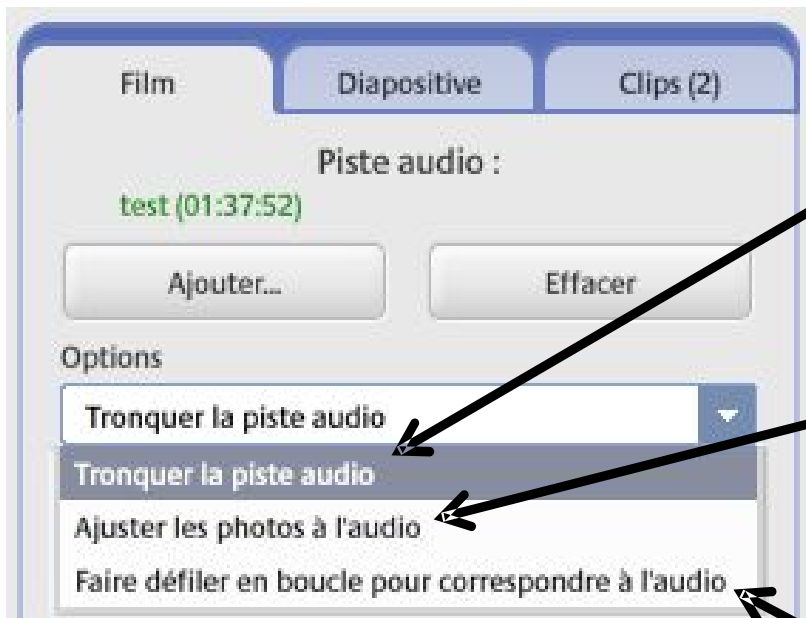 Film Diapositive Clips (2)
Piste audio :
test (01:37:52)
Ajouter... Effacer
Options
Tronquer la piste audio
Tronquer la piste audio
Ajuster les photos à l'audio
Faire défiler en boucle pour correspondre à l'audio